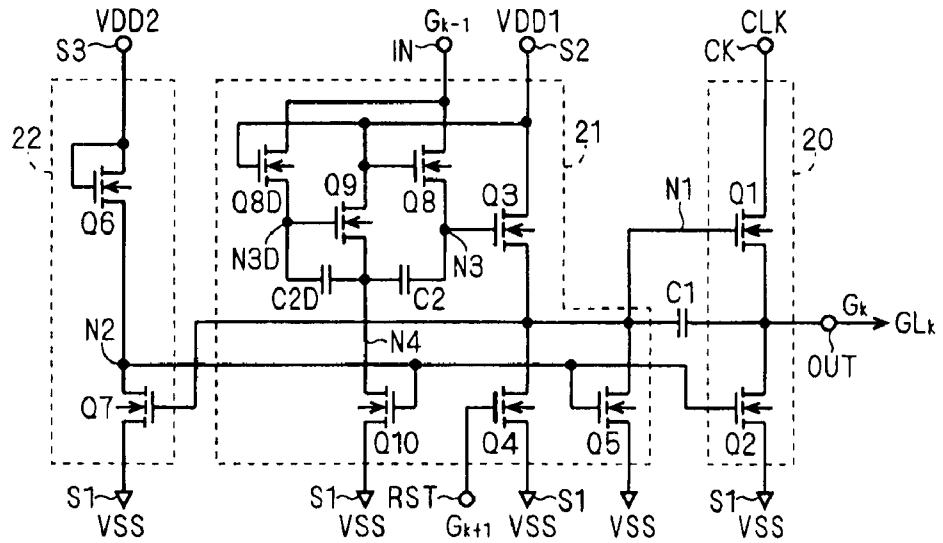 VDD2 Gk-1 VDD1 CLK
S3 IN S2 CK
22 21 20
Q8D Q9 Q8 Q3 N1 Q1
Q6
N3D N3
C2D C2 C1 Gk
GLk
N2 N4 OUT
Q7 Q10 Q4 Q5 Q2
S1 S1 RST S1 S1
VSS VSS Gk+1 VSS VSS VSS